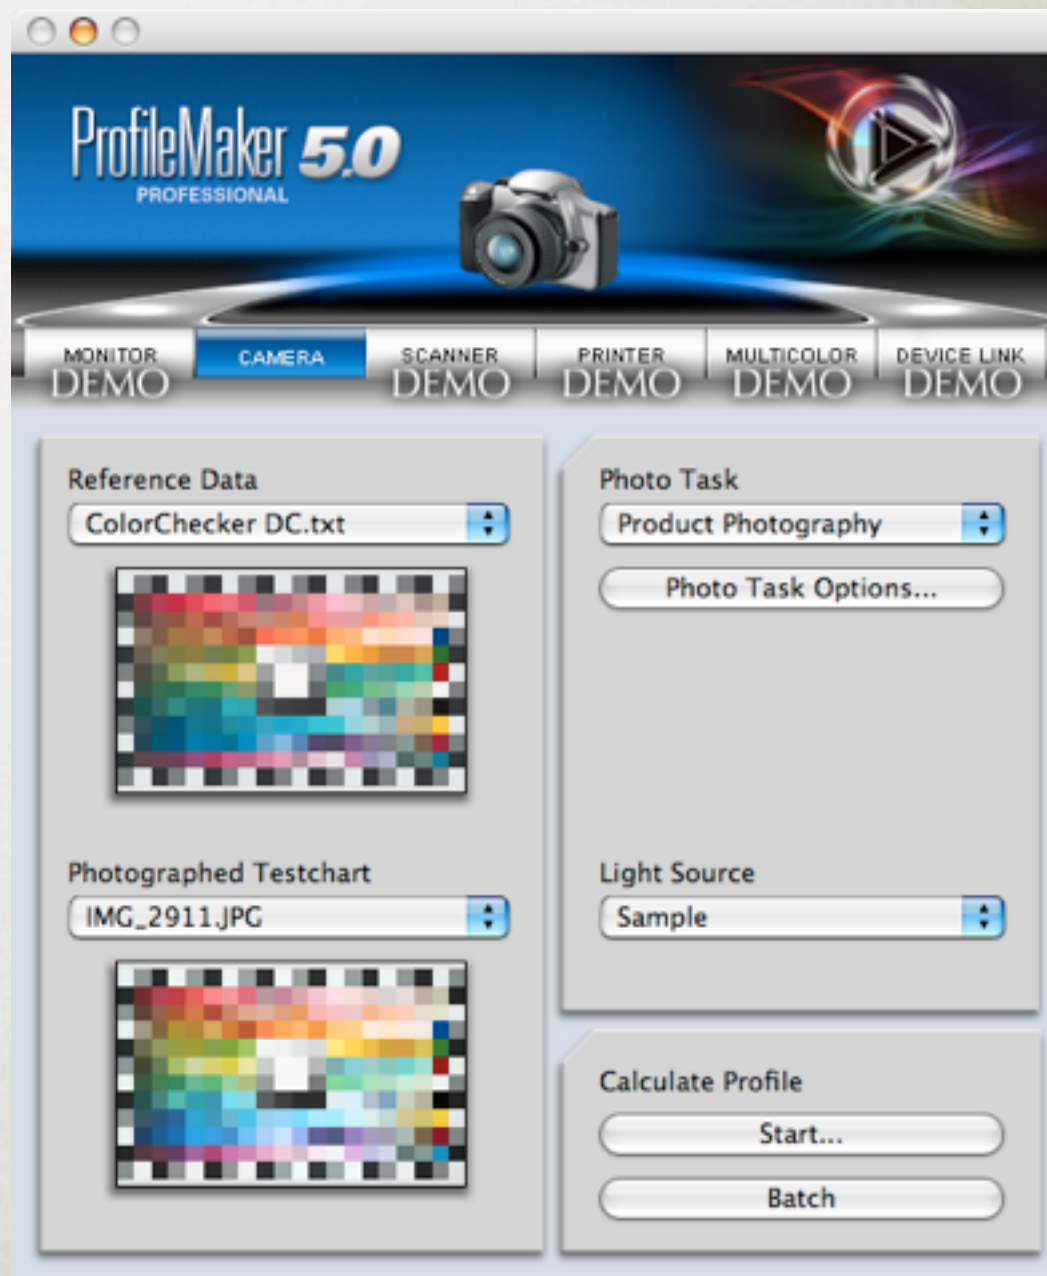 ProfileMaker 5.0
PROFESSIONAL
MONITOR
DEMO
CAMERA
SCANNER
DEMO
PRINTER
DEMO
MULTICOLOR
DEMO
DEVICE LINK
DEMO
Reference Data
ColorChecker DC.txt
Photographed Testchart
IMG_2911.JPG
Photo Task
Product Photography
Photo Task Options...
Light Source
Sample
Calculate Profile
Start...
Batch